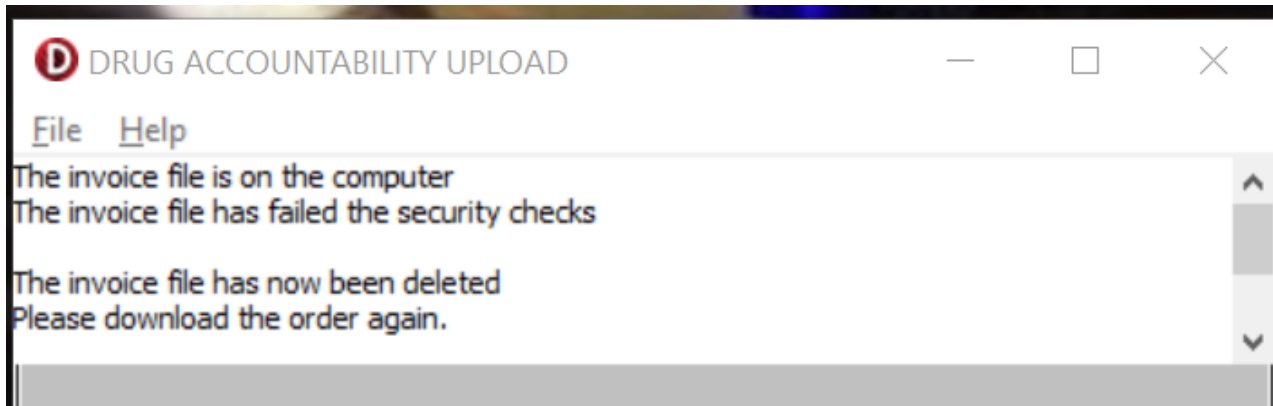 DRUG ACCOUNTABILITY UPLOAD
File Help
The invoice file is on the computer
The invoice file has failed the security checks
The invoice file has now been deleted
Please download the order again.